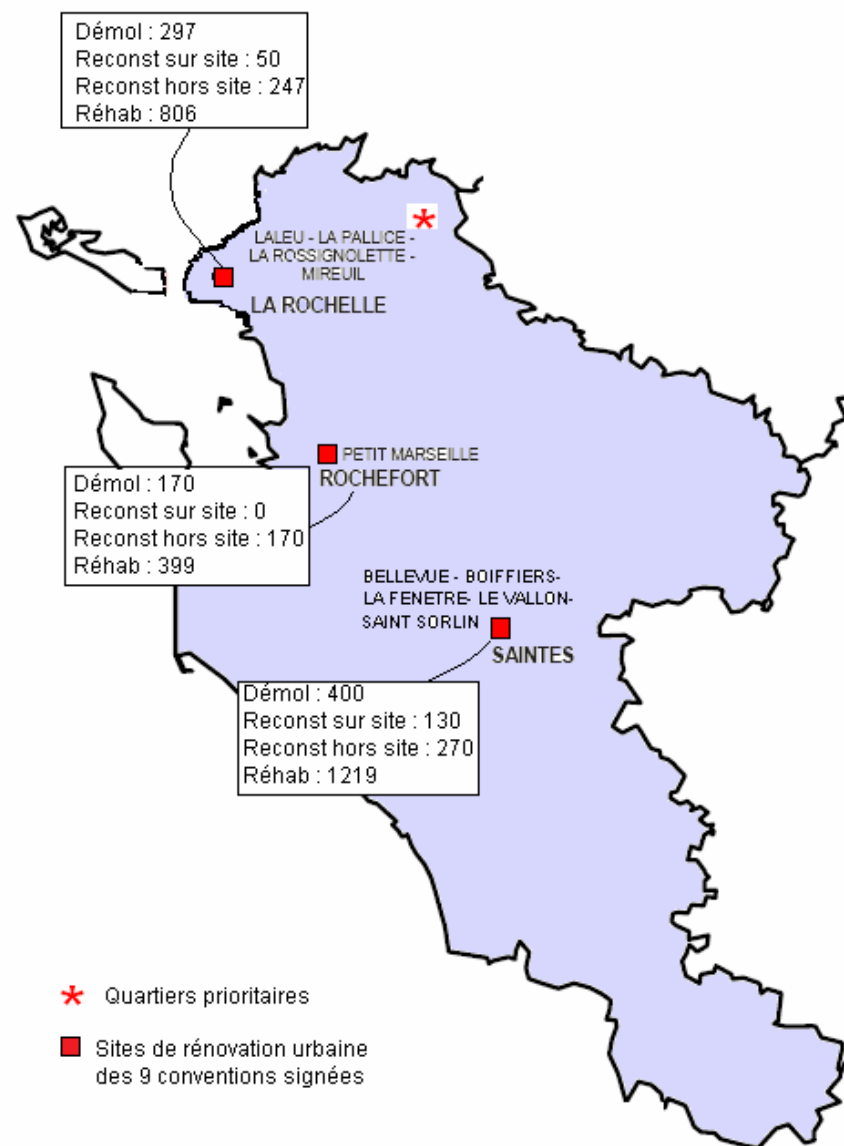 Démol : 297
Reconst sur site : 50
Reconst hors site : 247
Réhab : 806
LALEU - LA PALLICE -
LA ROSSIGNOLETTE -
MIREUIL
LA ROCHELLE
PETIT MARSEILLE
ROCHEFORT
Démol : 170
Reconst sur site : 0
Reconst hors site : 170
Réhab : 399
BELLEVUE - BOIFFIERS-
LA FENETRE- LE VALLON-
SAINT SORLIN
SAINTES
Démol : 400
Reconst sur site : 130
Reconst hors site : 270
Réhab : 1219
Quartiers prioritaires
Sites de rénovation urbaine
des 9 conventions signées